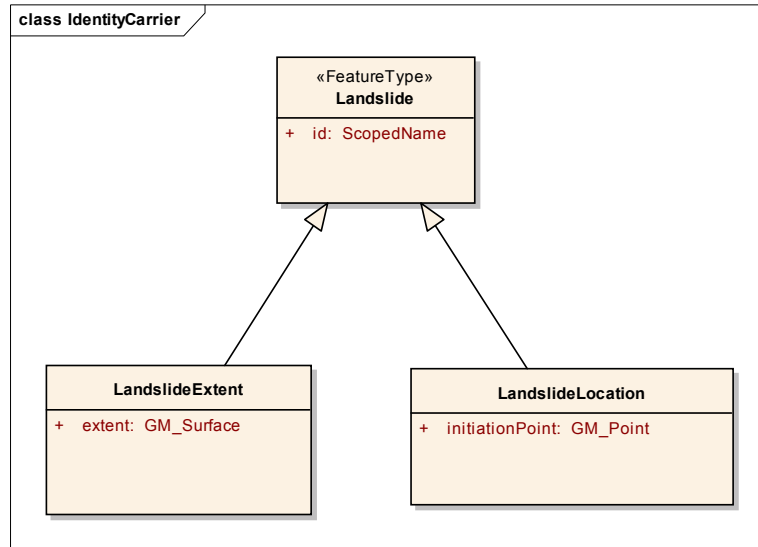 class IdentityCarrier
«FeatureType»
Landslide
+ id: ScopedName
LandslideExtent
+ extent: GM_Surface
LandslideLocation
+ initiationPoint: GM_Point